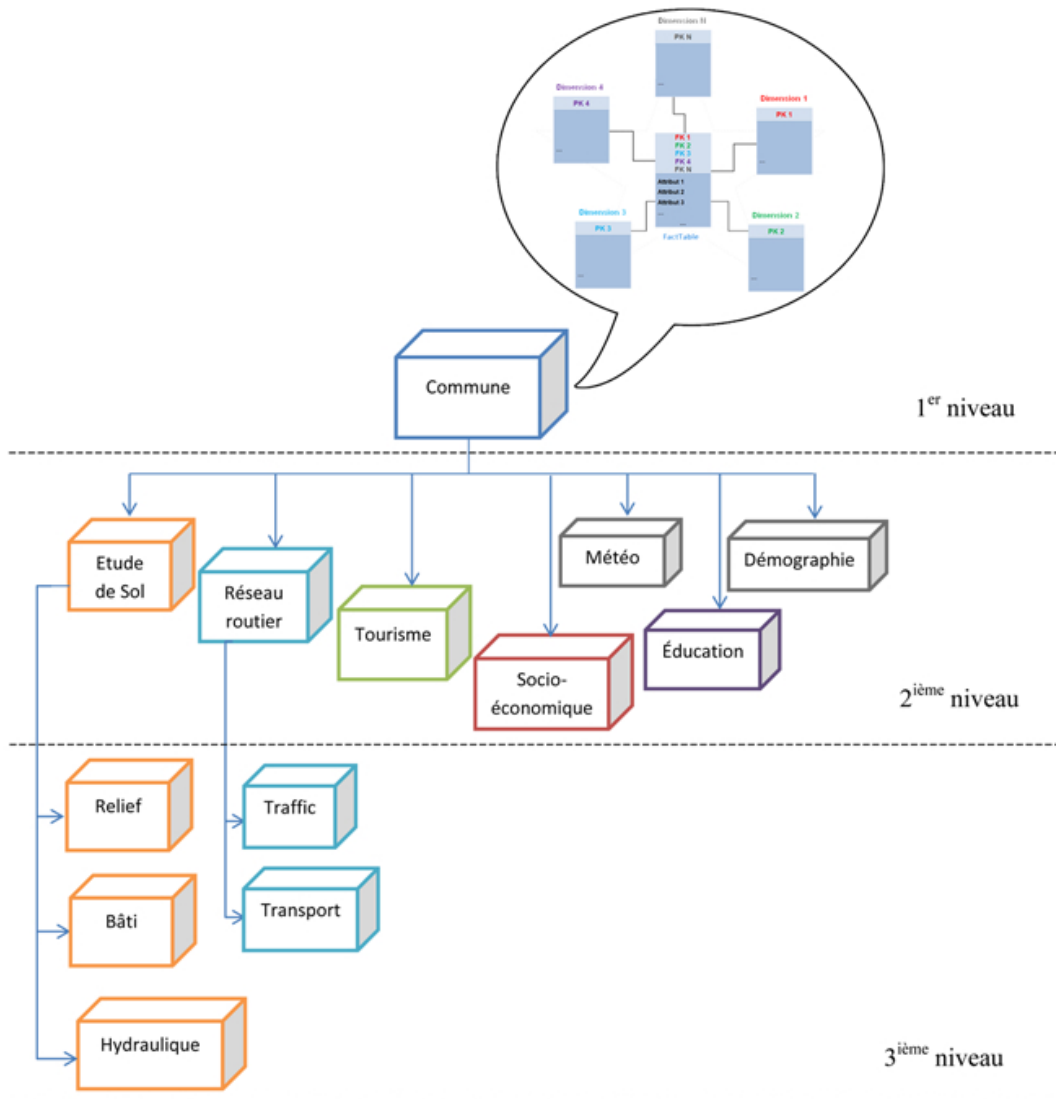 Dimension N
PK N
...
Dimension 4
PK 4
...
Dimension 1
PK 1
...
PK 1
PK 2
PK 3
PK 4
PK N
Attribut 1
Attribut 2
Attribut 3
...
...
FactTable
Dimension 3
PK 3
...
Dimension 2
PK 2
...
Commune
1er niveau
Etude
de Sol
Réseau
routier
Tourisme
Socio-
économique
Météo
Éducation
Démographie
2ième niveau
Relief
Bâti
Hydraulique
Traffic
Transport
3ième niveau